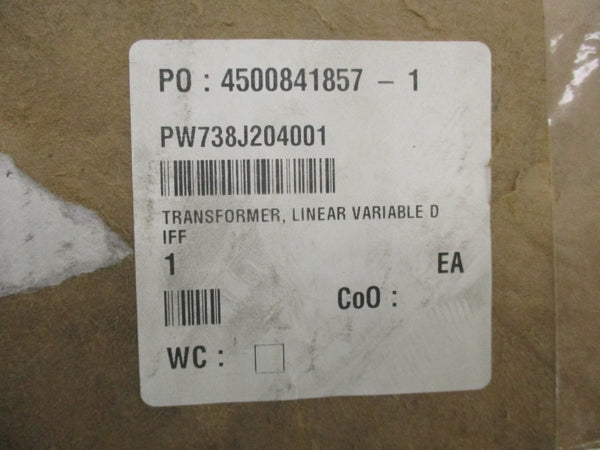 PO : 4500841857 - 1
PW738J204001
TRANSFORMER, LINEAR VARIABLE D
IFF
1 EA
CoO :
WC :